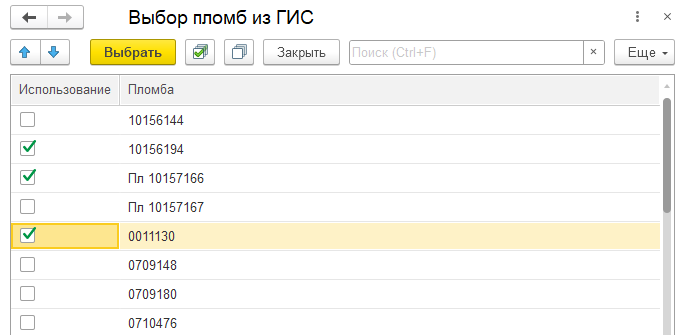 Выбор пломб из ГИС
Выбрать Закрыть Поиск (Ctrl+F) × Еще
Использование Пломба
10156144
10156194
Пл 10157166
Пл 10157167
0011130
0709148
0709180
0710476